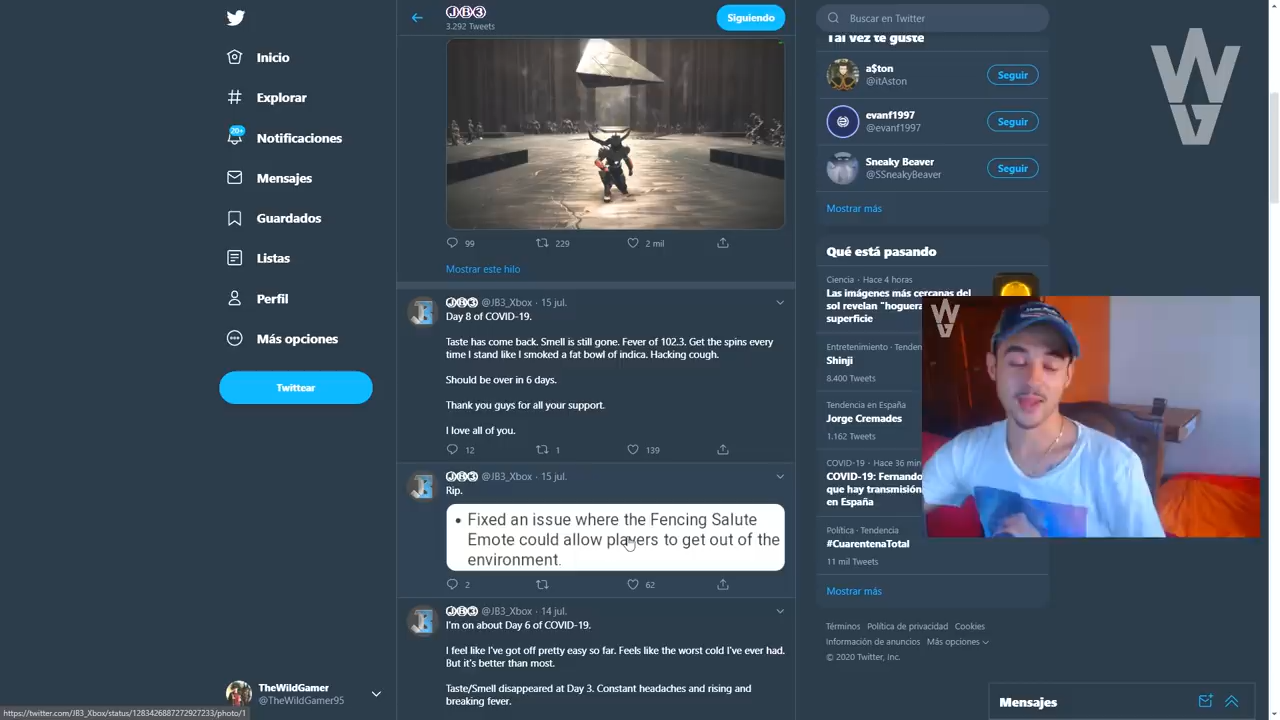 JB3
3.292 Tweets
Siguiendo
Buscar en Twitter
Inicio
Explorar
20+
Notificaciones
Mensajes
Guardados
Listas
Perfil
Más opciones
Twittear
TheWildGamer
@TheWildGamer95
https://twitter.com/JB3_Xbox/status/1283426887272927233/photo/1
99
229
2 mil
Mostrar este hilo
JB3 @JB3_Xbox · 15 jul.
Day 8 of COVID-19.
Taste has come back. Smell is still gone. Fever of 102.3. Get the spins every
time I stand like I smoked a fat bowl of indica. Hacking cough.
Should be over in 6 days.
Thank you guys for all your support.
I love all of you.
12
1
139
JB3 @JB3_Xbox · 15 jul.
Rip.
• Fixed an issue where the Fencing Salute
Emote could allow players to get out of the
environment.
2
62
JB3 @JB3_Xbox · 14 jul.
I'm on about Day 6 of COVID-19.
I feel like I've got off pretty easy so far. Feels like the worst cold I've ever had.
But it's better than most.
Taste/Smell disappeared at Day 3. Constant headaches and rising and
breaking fever.
Tal vez te guste
a$ton
@itAston
Seguir
evanf1997
@evanf1997
Seguir
Sneaky Beaver
@SSneakyBeaver
Seguir
Mostrar más
Qué está pasando
Ciencia · Hace 4 horas
Las imágenes más cercanas del
sol revelan "hoguera
superficie
Entretenimiento ·
Shinji
8.400 Tweets
Tendencia en España
Jorge Cremades
1.162 Tweets
COVID-19 · Hace 36 min
COVID-19: Fernando
que hay transmisión
en España
Política · Tendencia
#CuarentenaTotal
11 mil Tweets
Mostrar más
Términos Política de privacidad Cookies
Información de anuncios Más opciones
© 2020 Twitter, Inc.
Mensajes
WG
WG